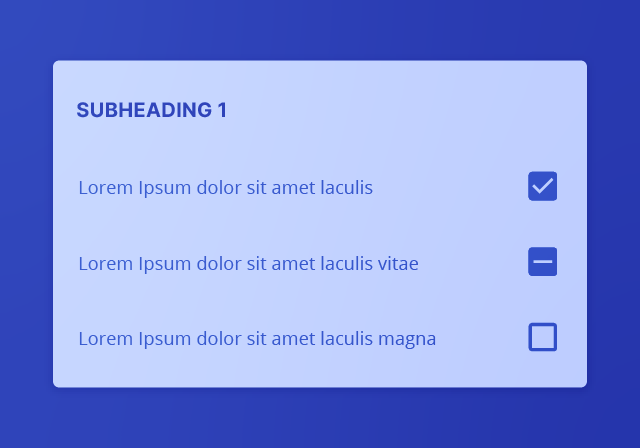 SUBHEADING 1
Lorem Ipsum dolor sit amet laculis
Lorem Ipsum dolor sit amet laculis vitae
Lorem Ipsum dolor sit amet laculis magna